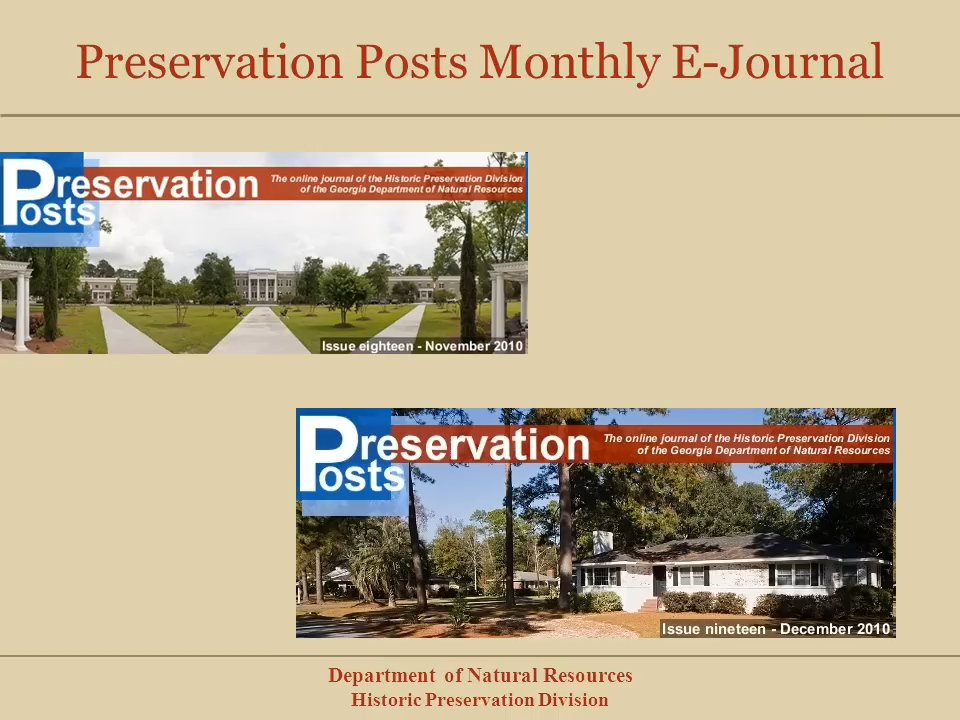 Preservation Posts Monthly E-Journal
Preservation
Posts
The online journal of the Historic Preservation Division
of the Georgia Department of Natural Resources
Issue eighteen - November 2010
Preservation
Posts
The online journal of the Historic Preservation Division
of the Georgia Department of Natural Resources
Issue nineteen - December 2010
Department of Natural Resources
Historic Preservation Division